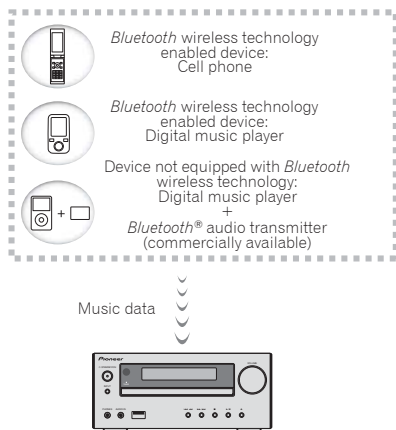 Bluetooth wireless technology
enabled device:
Cell phone
Bluetooth wireless technology
enabled device:
Digital music player
Device not equipped with Bluetooth
wireless technology:
Digital music player
+
Bluetooth® audio transmitter
(commercially available)
+
Music data
Pioneer